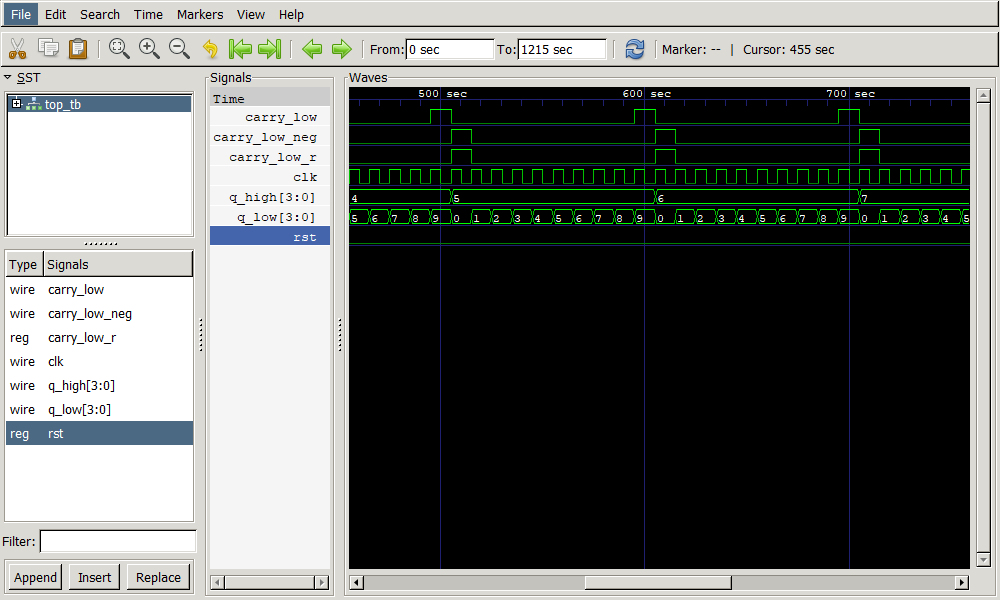 File Edit Search Time Markers View Help
From: 0 sec To: 1215 sec Marker: -- | Cursor: 455 sec
SST
top_tb
Type Signals
wire carry_low
wire carry_low_neg
reg carry_low_r
wire clk
wire q_high[3:0]
wire q_low[3:0]
reg rst
Filter:
Append Insert Replace
Signals
Time
carry_low
carry_low_neg
carry_low_r
clk
q_high[3:0]
q_low[3:0]
rst
Waves
500 sec 600 sec 700 sec
4 5 6 7
5 6 7 8 9 0 1 2 3 4 5 6 7 8 9 0 1 2 3 4 5 6 7 8 9 0 1 2 3 4 5